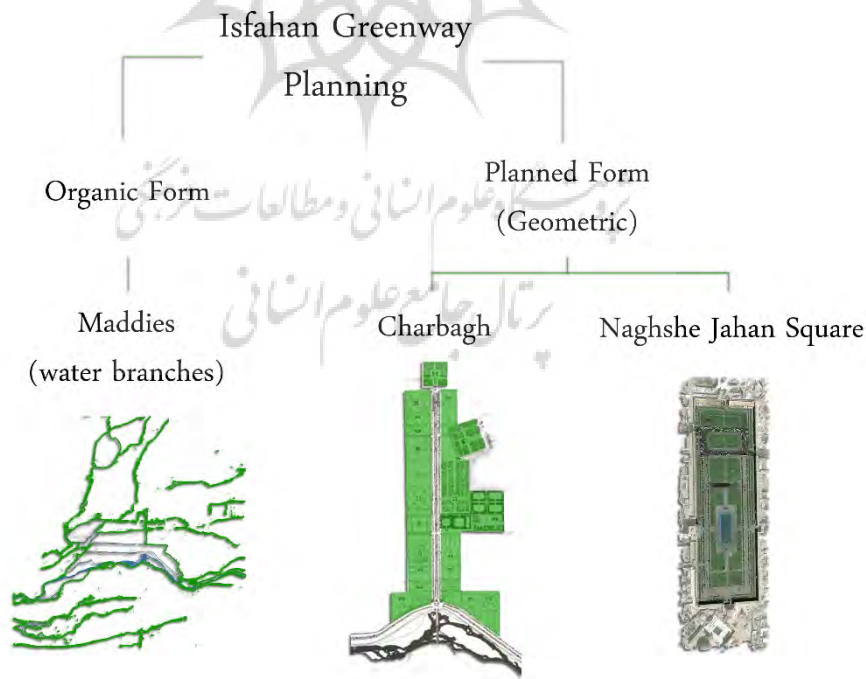 Isfahan Greenway
Planning
Organic Form
Planned Form
(Geometric)
پژوهشگاه علوم انسانی و مطالعات فرهنگی
پرتال جامع علوم انسانی
Maddies
(water branches)
Charbagh
Naghshe Jahan Square